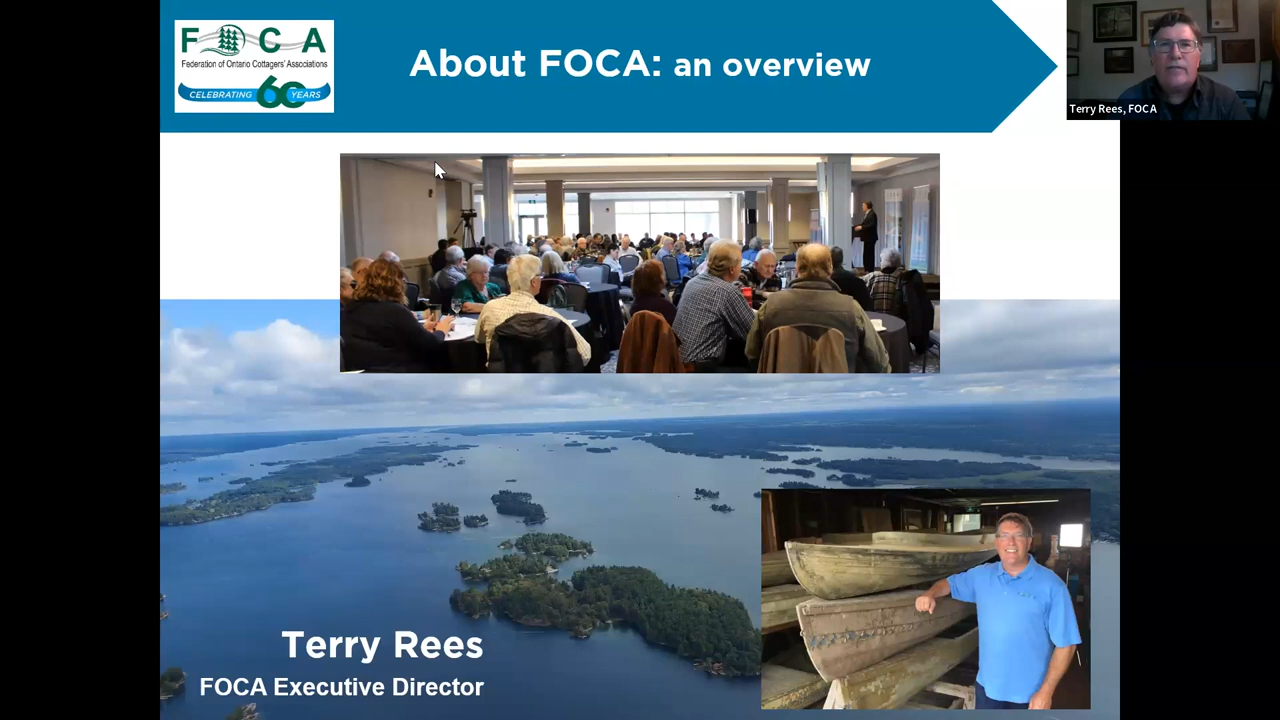 FOCA
Federation of Ontario Cottagers' Associations
CELEBRATING 60 YEARS
About FOCA: an overview
Terry Rees, FOCA
Terry Rees
FOCA Executive Director